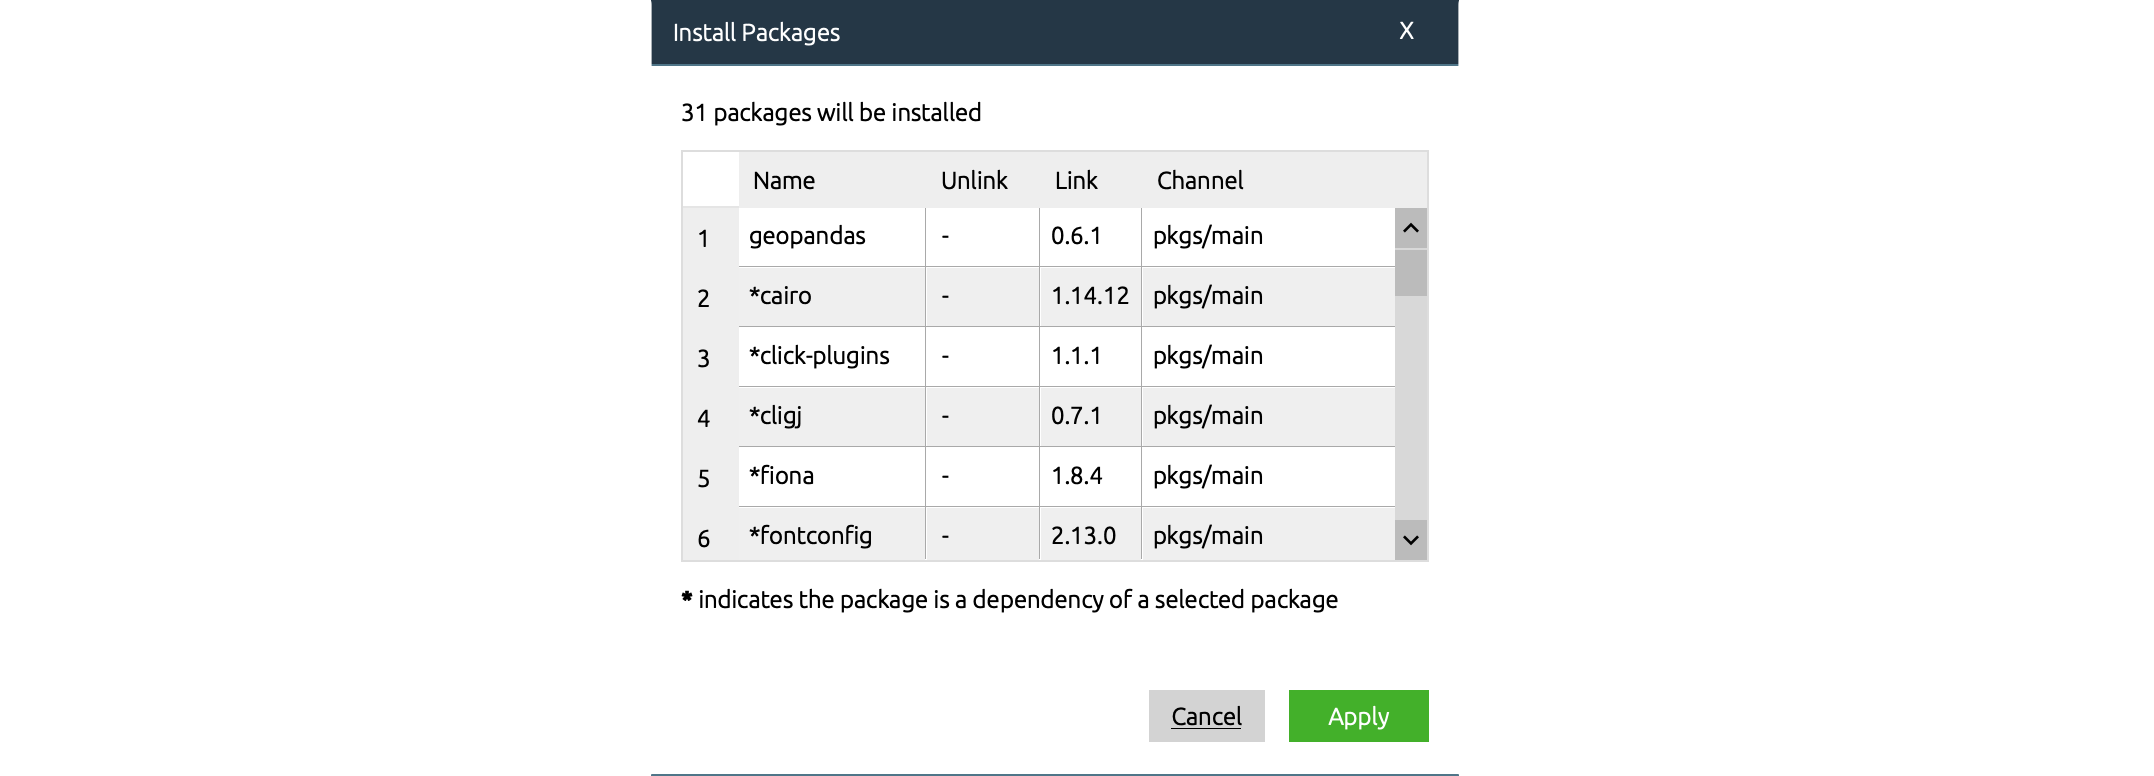 Install Packages X
31 packages will be installed
Name Unlink Link Channel
1 geopandas - 0.6.1 pkgs/main
2 *cairo - 1.14.12 pkgs/main
3 *click-plugins - 1.1.1 pkgs/main
4 *cligj - 0.7.1 pkgs/main
5 *fiona - 1.8.4 pkgs/main
6 *fontconfig - 2.13.0 pkgs/main
* indicates the package is a dependency of a selected package
Cancel Apply